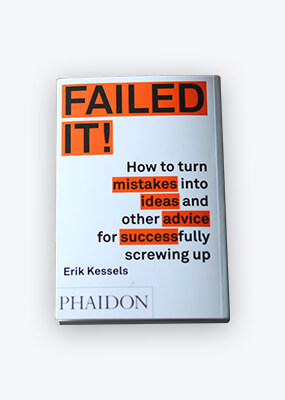 FAILED
IT!
How to turn
mistakes into
ideas and
other advice
for successfully
screwing up
Erik Kessels
PHAIDON